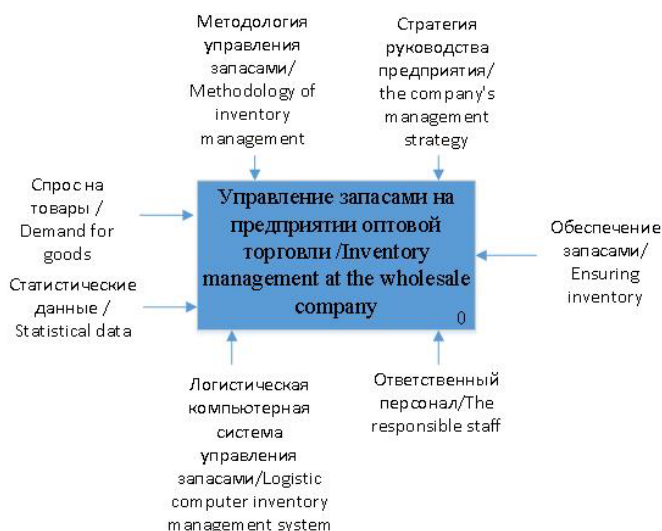 Методология
управления
запасами/
Methodology of
inventory
management
Стратегия
руководства
предприятия/
the company's
management
strategy
Спрос на
товары /
Demand for
goods
Статистические
данные /
Statistical data
Управление запасами на
предприятии оптовой
торговли /Inventory
management at the wholesale
company
0
Обеспечение
запасами/
Ensuring
inventory
Логистическая
компьютерная
система
управления
запасами/Logistic
computer inventory
management system
Ответственный
персонал/The
responsible staff